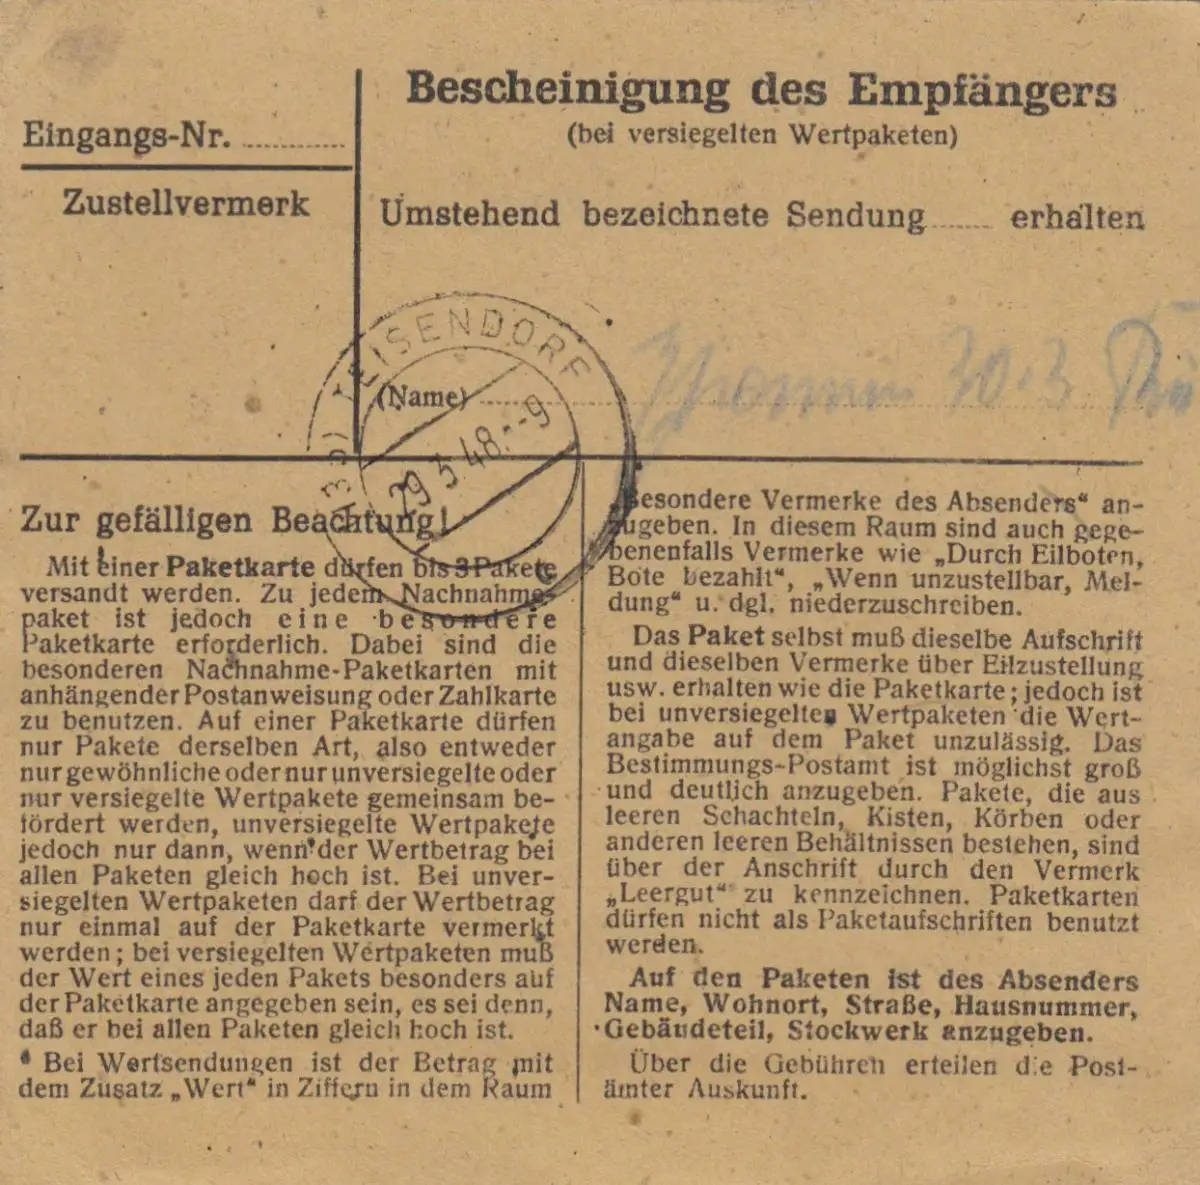 Bescheinigung des Empfängers
(bei versiegelten Wertpaketen)
Eingangs-Nr.
Zustellvermerk
Umstehend bezeichnete Sendung erhalten
TEISENDORF
(13b)
29.3.48.--9
(Name)
30.3
Zur gefälligen Beachtung!
Mit einer Paketkarte dürfen bis 3 Pakete
versandt werden. Zu jedem Nachnahme-
paket ist jedoch eine besondere
Paketkarte erforderlich. Dabei sind die
besonderen Nachnahme-Paketkarten mit
anhängender Postanweisung oder Zahlkarte
zu benutzen. Auf einer Paketkarte dürfen
nur Pakete derselben Art, also entweder
nur gewöhnliche oder nur unversiegelte oder
nur versiegelte Wertpakete gemeinsam be-
fördert werden, unversiegelte Wertpakete
jedoch nur dann, wenn der Wertbetrag bei
allen Paketen gleich hoch ist. Bei unver-
siegelten Wertpaketen darf der Wertbetrag
nur einmal auf der Paketkarte vermerkt
werden; bei versiegelten Wertpaketen muß
der Wert eines jeden Pakets besonders auf
der Paketkarte angegeben sein, es sei denn,
daß er bei allen Paketen gleich hoch ist.
* Bei Wertsendungen ist der Betrag mit
dem Zusatz „Wert“ in Ziffern in dem Raum
„Besondere Vermerke des Absenders“ an-
zugeben. In diesem Raum sind auch gege-
benenfalls Vermerke wie „Durch Eilboten,
Bote bezahlt“, „Wenn unzustellbar, Mel-
dung“ u. dgl. niederzuschreiben.
Das Paket selbst muß dieselbe Aufschrift
und dieselben Vermerke über Eilzustellung
usw. erhalten wie die Paketkarte; jedoch ist
bei unversiegelten Wertpaketen die Wert-
angabe auf dem Paket unzulässig. Das
Bestimmungs-Postamt ist möglichst groß
und deutlich anzugeben. Pakete, die aus
leeren Schachteln, Kisten, Körben oder
anderen leeren Behältnissen bestehen, sind
über der Anschrift durch den Vermerk
„Leergut“ zu kennzeichnen. Paketkarten
dürfen nicht als Paketaufschriften benutzt
werden.
Auf den Paketen ist des Absenders
Name, Wohnort, Straße, Hausnummer,
Gebäudeteil, Stockwerk anzugeben.
Über die Gebühren erteilen die Post-
ämter Auskunft.